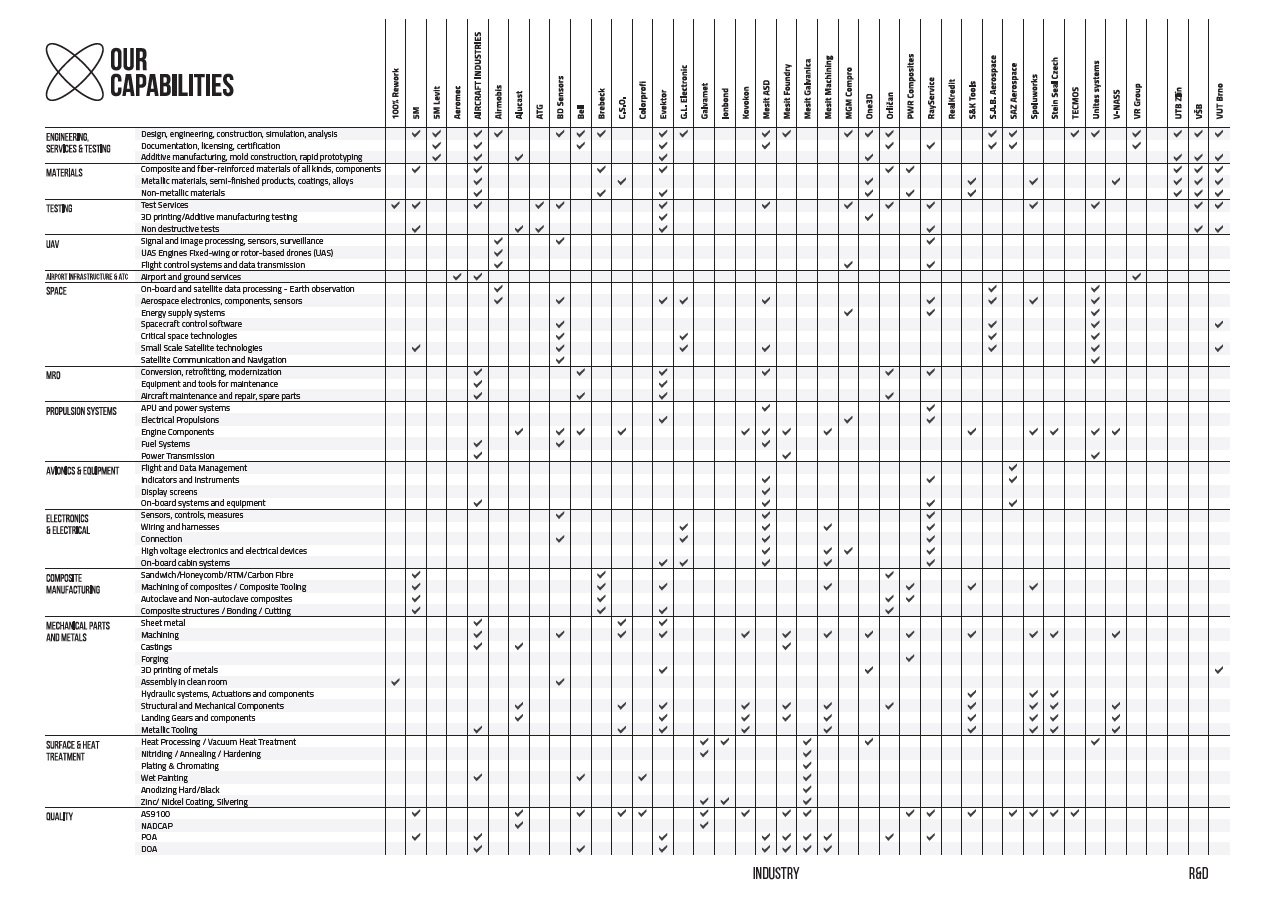 OUR
CAPABILITIES
100% Rework
5M
5M Levit
Aeromec
AIRCRAFT INDUSTRIES
Airmobis
Ajucast
ATG
BD Sensors
Bell
Brebeck
C.S.O.
Colorprofi
Evektor
G.L. Electronic
Galvamet
Jonbond
Kovokon
Mesit ASD
Mesit Foundry
Mesit Galvanica
Mesit Machining
MGM Compro
One3D
Orličan
PWR Composites
RayService
RealKredit
S&K Tools
S.A.B. Aerospace
SAZ Aerospace
Spojuworks
Stein Seal Czech
TECMOS
Unites systems
V-NASS
VR Group
UTB Zlín
VŠB
VUT Brno
ENGINEERING, Design, engineering, construction, simulation, analysis
SERVICES & TESTING Documentation, licensing, certification
Additive manufacturing, mold construction, rapid prototyping
MATERIALS Composite and fiber-reinforced materials of all kinds, components
Metallic materials, semi-finished products, coatings, alloys
Non-metallic materials
TESTING Test Services
3D printing/Additive manufacturing testing
Non destructive tests
UAV Signal and image processing, sensors, surveillance
UAS Engines Fixed-wing or rotor-based drones (UAS)
Flight control systems and data transmission
AIRPORT INFRASTRUCTURE & ATC Airport and ground services
SPACE On-board and satellite data processing - Earth observation
Aerospace electronics, components, sensors
Energy supply systems
Spacecraft control software
Critical space technologies
Small Scale Satellite technologies
Satellite Communication and Navigation
MRO Conversion, retrofitting, modernization
Equipment and tools for maintenance
Aircraft maintenance and repair, spare parts
PROPULSION SYSTEMS APU and power systems
Electrical Propulsions
Engine Components
Fuel Systems
Power Transmission
AVIONICS & EQUIPMENT Flight and Data Management
Indicators and Instruments
Display screens
On-board systems and equipment
ELECTRONICS Sensors, controls, measures
& ELECTRICAL Wiring and harnesses
Connection
High voltage electronics and electrical devices
On-board cabin systems
COMPOSITE Sandwich/Honeycomb/RTM/Carbon Fibre
MANUFACTURING Machining of composites / Composite Tooling
Autoclave and Non-autoclave composites
Composite structures / Bonding / Cutting
MECHANICAL PARTS Sheet metal
AND METALS Machining
Castings
Forging
3D printing of metals
Assembly in clean room
Hydraulic systems, Actuations and components
Structural and Mechanical Components
Landing Gears and components
Metallic Tooling
SURFACE & HEAT Heat Processing / Vacuum Heat Treatment
TREATMENT Nitriding / Annealing / Hardening
Plating & Chromating
Wet Painting
Anodizing Hard/Black
Zinc/ Nickel Coating, Silvering
QUALITY AS9100
NADCAP
POA
DOA
INDUSTRY
R&D